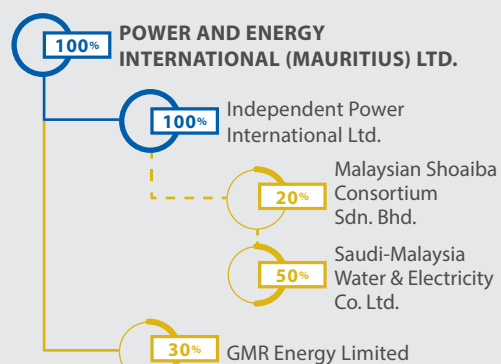 100%
POWER AND ENERGY
INTERNATIONAL (MAURITIUS) LTD.
100%
Independent Power
International Ltd.
20%
Malaysian Shoaiba
Consortium
Sdn. Bhd.
50%
Saudi-Malaysia
Water & Electricity
Co. Ltd.
30%
GMR Energy Limited